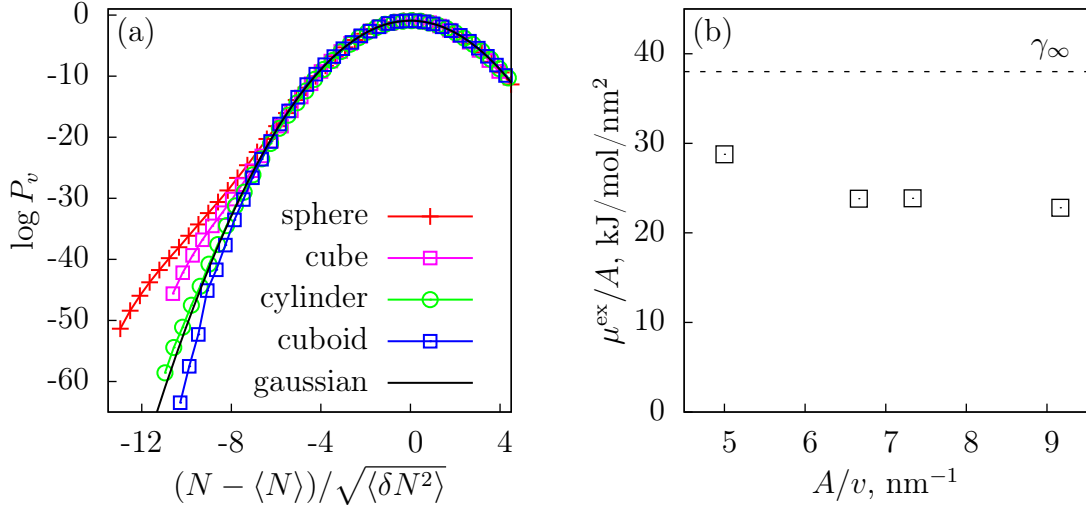 (a)
0
-10
-20
-30
-40
-50
-60
log P_v
sphere
cube
cylinder
cuboid
gaussian
-12 -8 -4 0 4
(N − ⟨N⟩)/√⟨δN²⟩
(b)
γ∞
40
30
20
10
0
μ^ex/A, kJ/mol/nm²
5 6 7 8 9
A/v, nm⁻¹